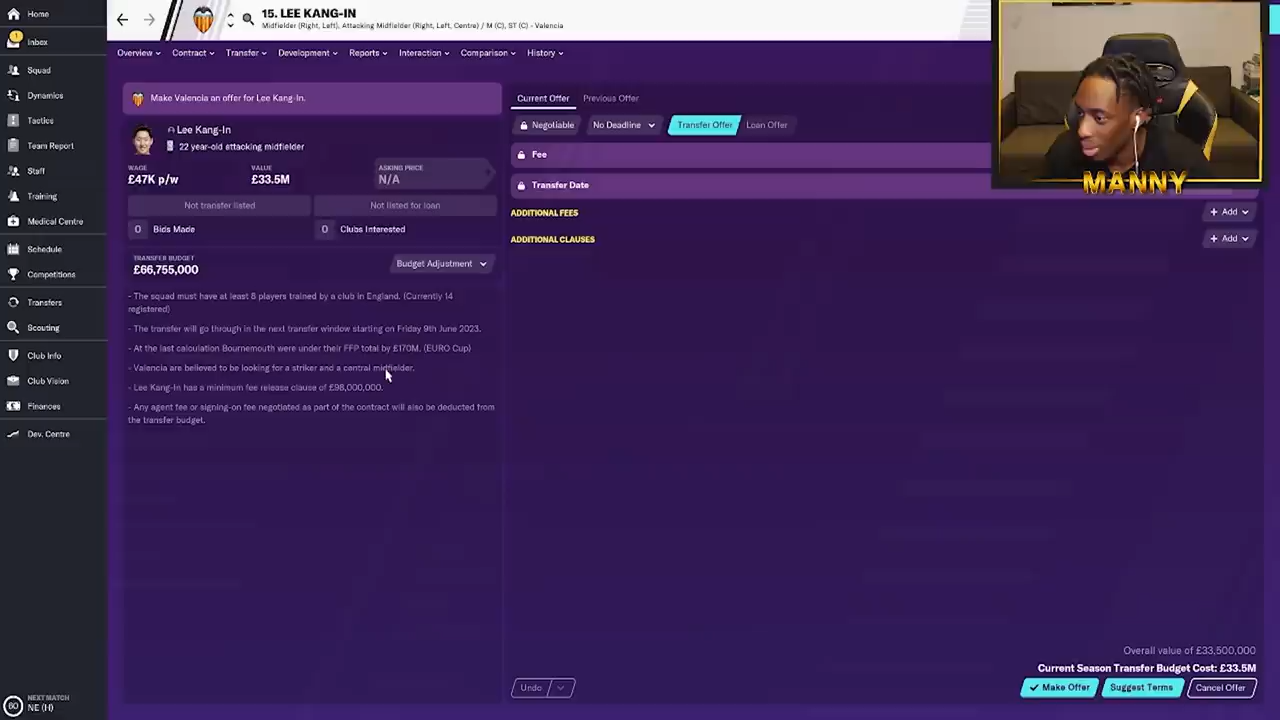 Home
15. LEE KANG-IN
Midfielder (Right, Left), Attacking Midfielder (Right, Left, Centre) / M (C), ST (C) - Valencia
1
Inbox
Squad
Dynamics
Tactics
Team Report
Staff
Training
Medical Centre
Schedule
Competitions
Transfers
Scouting
Club Info
Club Vision
Finances
Dev. Centre
60
NEXT MATCH
NE (H)
Overview
Contract
Transfer
Development
Reports
Interaction
Comparison
History
Make Valencia an offer for Lee Kang-In.
Lee Kang-In
22 year-old attacking midfielder
WAGE
£47K p/w
VALUE
£33.5M
ASKING PRICE
N/A
Not transfer listed
Not listed for loan
0 Bids Made
0 Clubs Interested
TRANSFER BUDGET
£66,755,000
Budget Adjustment
- The squad must have at least 8 players trained by a club in England. (Currently 14
registered)
- The transfer will go through in the next transfer window starting on Friday 9th June 2023.
- At the last calculation Bournemouth were under their FFP total by £170M. (EURO Cup)
- Valencia are believed to be looking for a striker and a central midfielder.
- Lee Kang-In has a minimum fee release clause of £98,000,000.
- Any agent fee or signing-on fee negotiated as part of the contract will also be deducted from
the transfer budget.
Current Offer
Previous Offer
Negotiable
No Deadline
Transfer Offer
Loan Offer
Fee
Transfer Date
ADDITIONAL FEES
+ Add
ADDITIONAL CLAUSES
+ Add
MANNY
Overall value of £33,500,000
Current Season Transfer Budget Cost: £33.5M
Undo
Make Offer
Suggest Terms
Cancel Offer